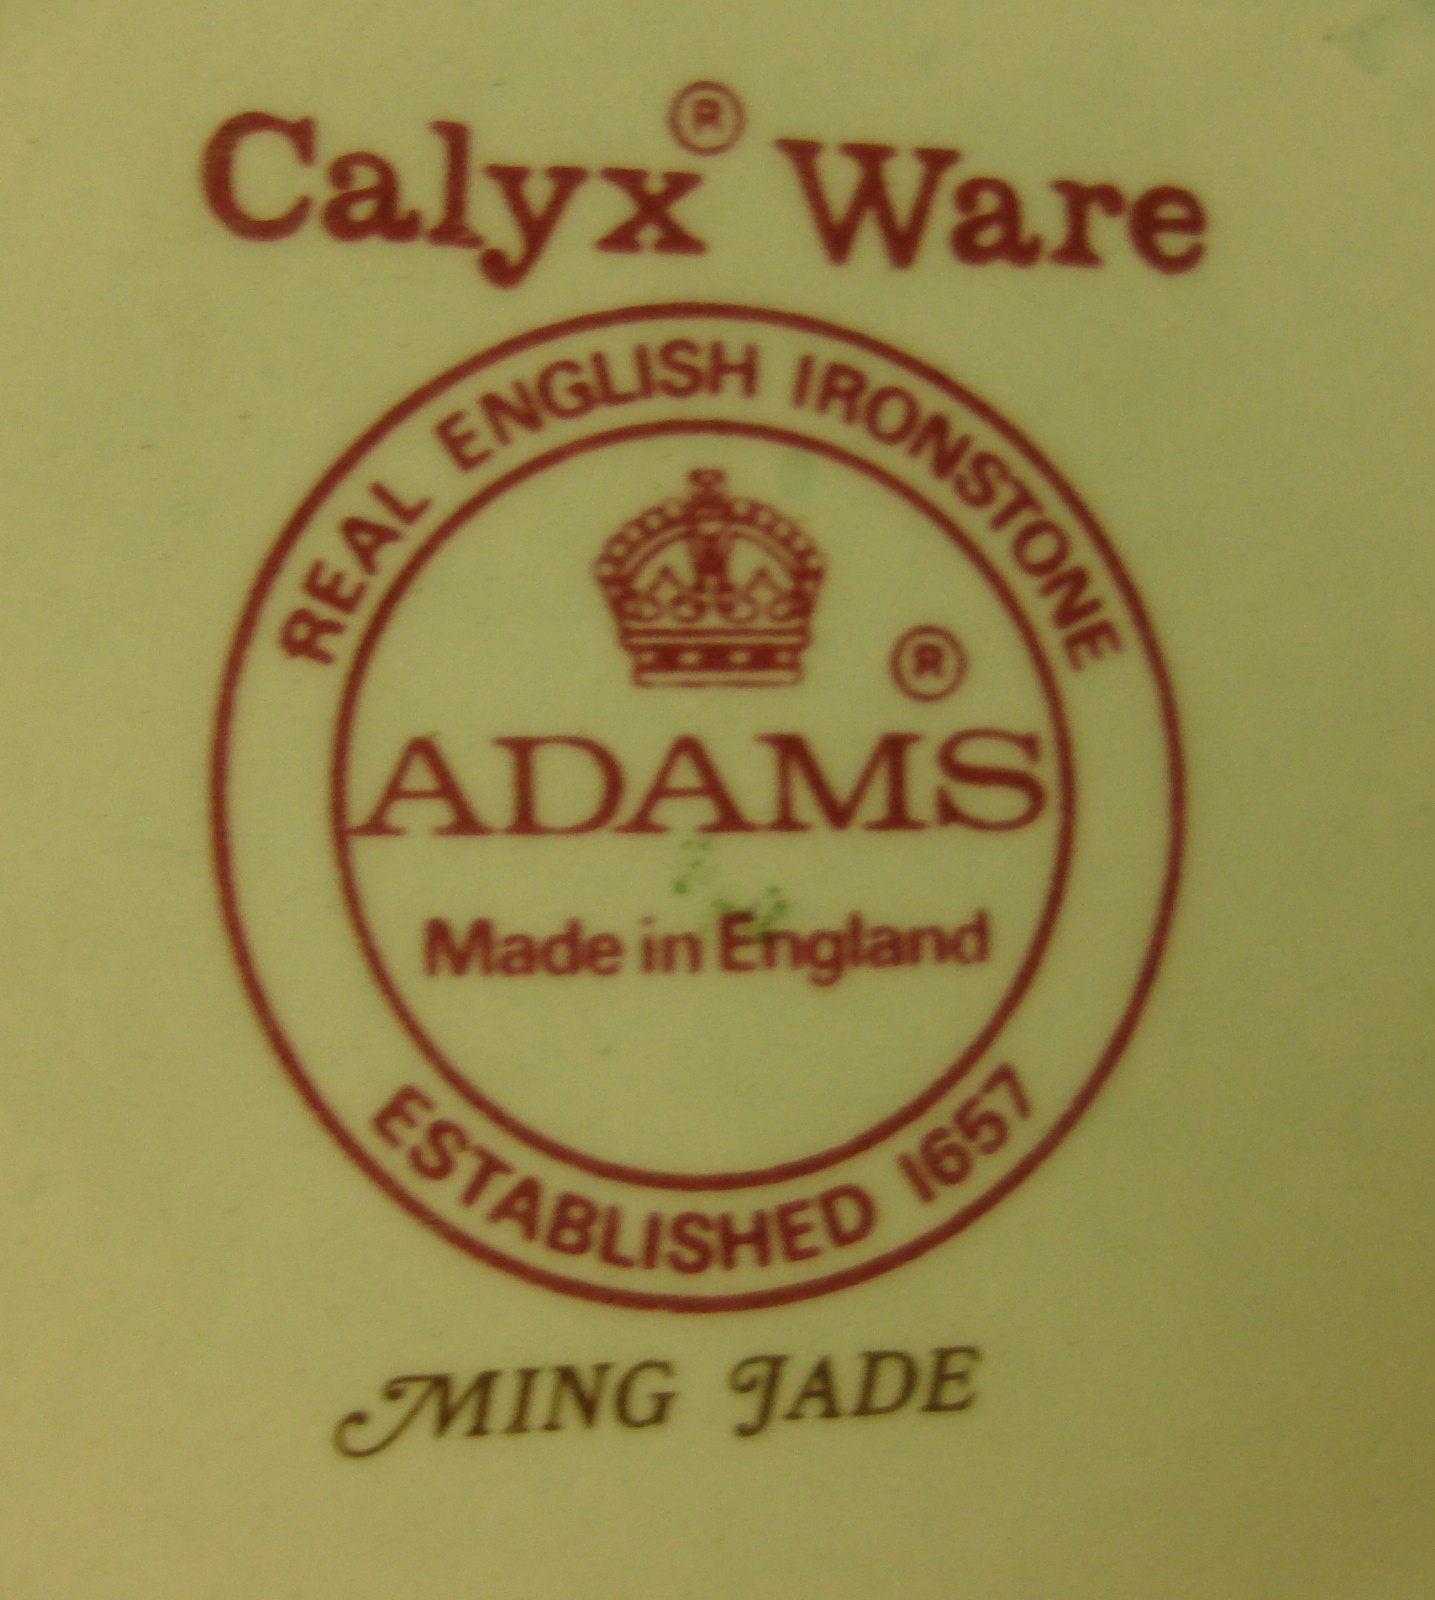 Calyx® Ware
REAL ENGLISH IRONSTONE
®
ADAMS
Made in England
ESTABLISHED 1657
MING JADE